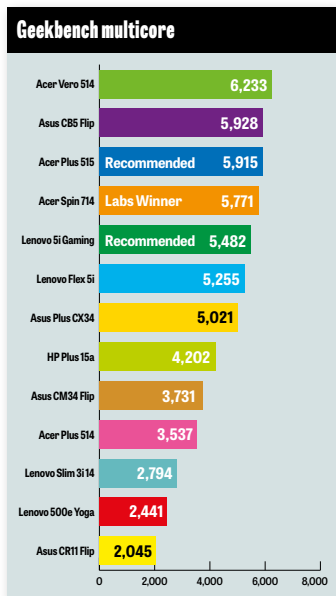 Geekbench multicore
Acer Vero 514 6,233
Asus CB5 Flip 5,928
Acer Plus 515 Recommended 5,915
Acer Spin 714 Labs Winner 5,771
Lenovo 5i Gaming Recommended 5,482
Lenovo Flex 5i 5,255
Asus Plus CX34 5,021
HP Plus 15a 4,202
Asus CM34 Flip 3,731
Acer Plus 514 3,537
Lenovo Slim 3i 14 2,794
Lenovo 500e Yoga 2,441
Asus CR11 Flip 2,045
0 2,000 4,000 6,000 8,000